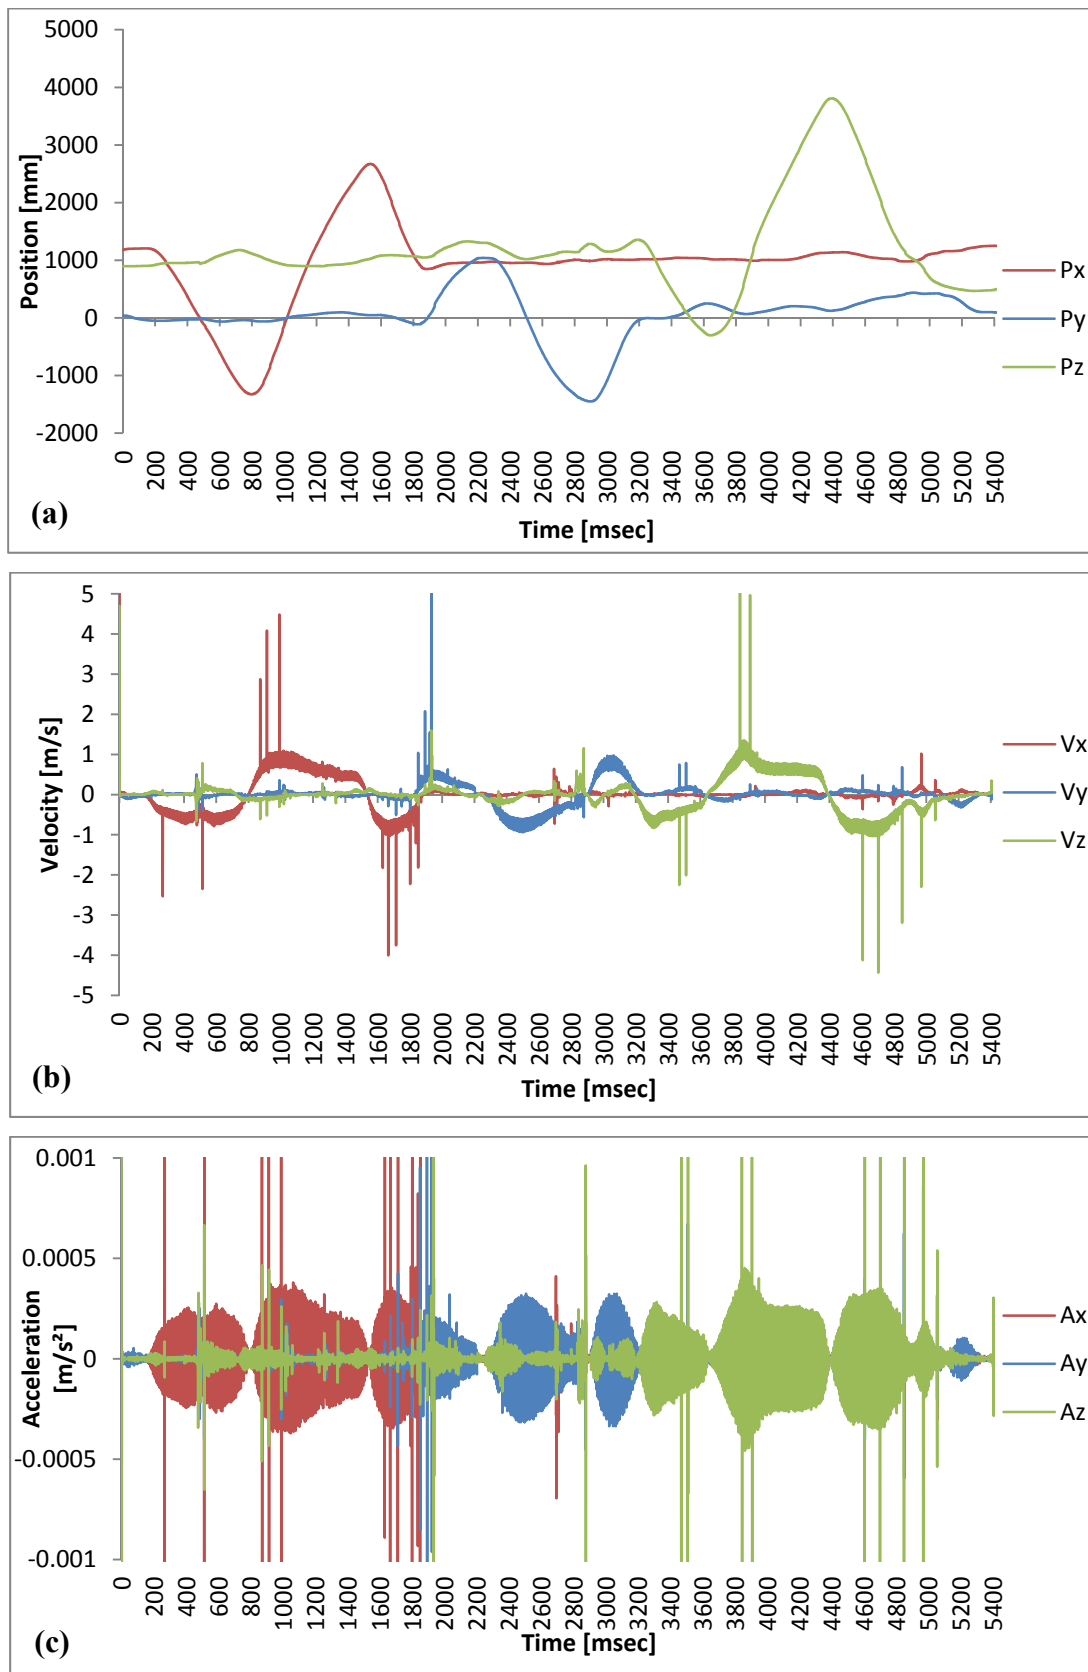 5000
4000
3000
2000
1000
0
-1000
-2000
Position [mm]
0 200 400 600 800 1000 1200 1400 1600 1800 2000 2200 2400 2600 2800 3000 3200 3400 3600 3800 4000 4200 4400 4600 4800 5000 5200 5400
Time [msec]
Px
Py
Pz
(a)
5
4
3
2
1
0
-1
-2
-3
-4
-5
Velocity [m/s]
0 200 400 600 800 1000 1200 1400 1600 1800 2000 2200 2400 2600 2800 3000 3200 3400 3600 3800 4000 4200 4400 4600 4800 5000 5200 5400
Time [msec]
Vx
Vy
Vz
(b)
0.001
0.0005
0
-0.0005
-0.001
Acceleration
[m/s²]
0 200 400 600 800 1000 1200 1400 1600 1800 2000 2200 2400 2600 2800 3000 3200 3400 3600 3800 4000 4200 4400 4600 4800 5000 5200 5400
Time [msec]
Ax
Ay
Az
(c)